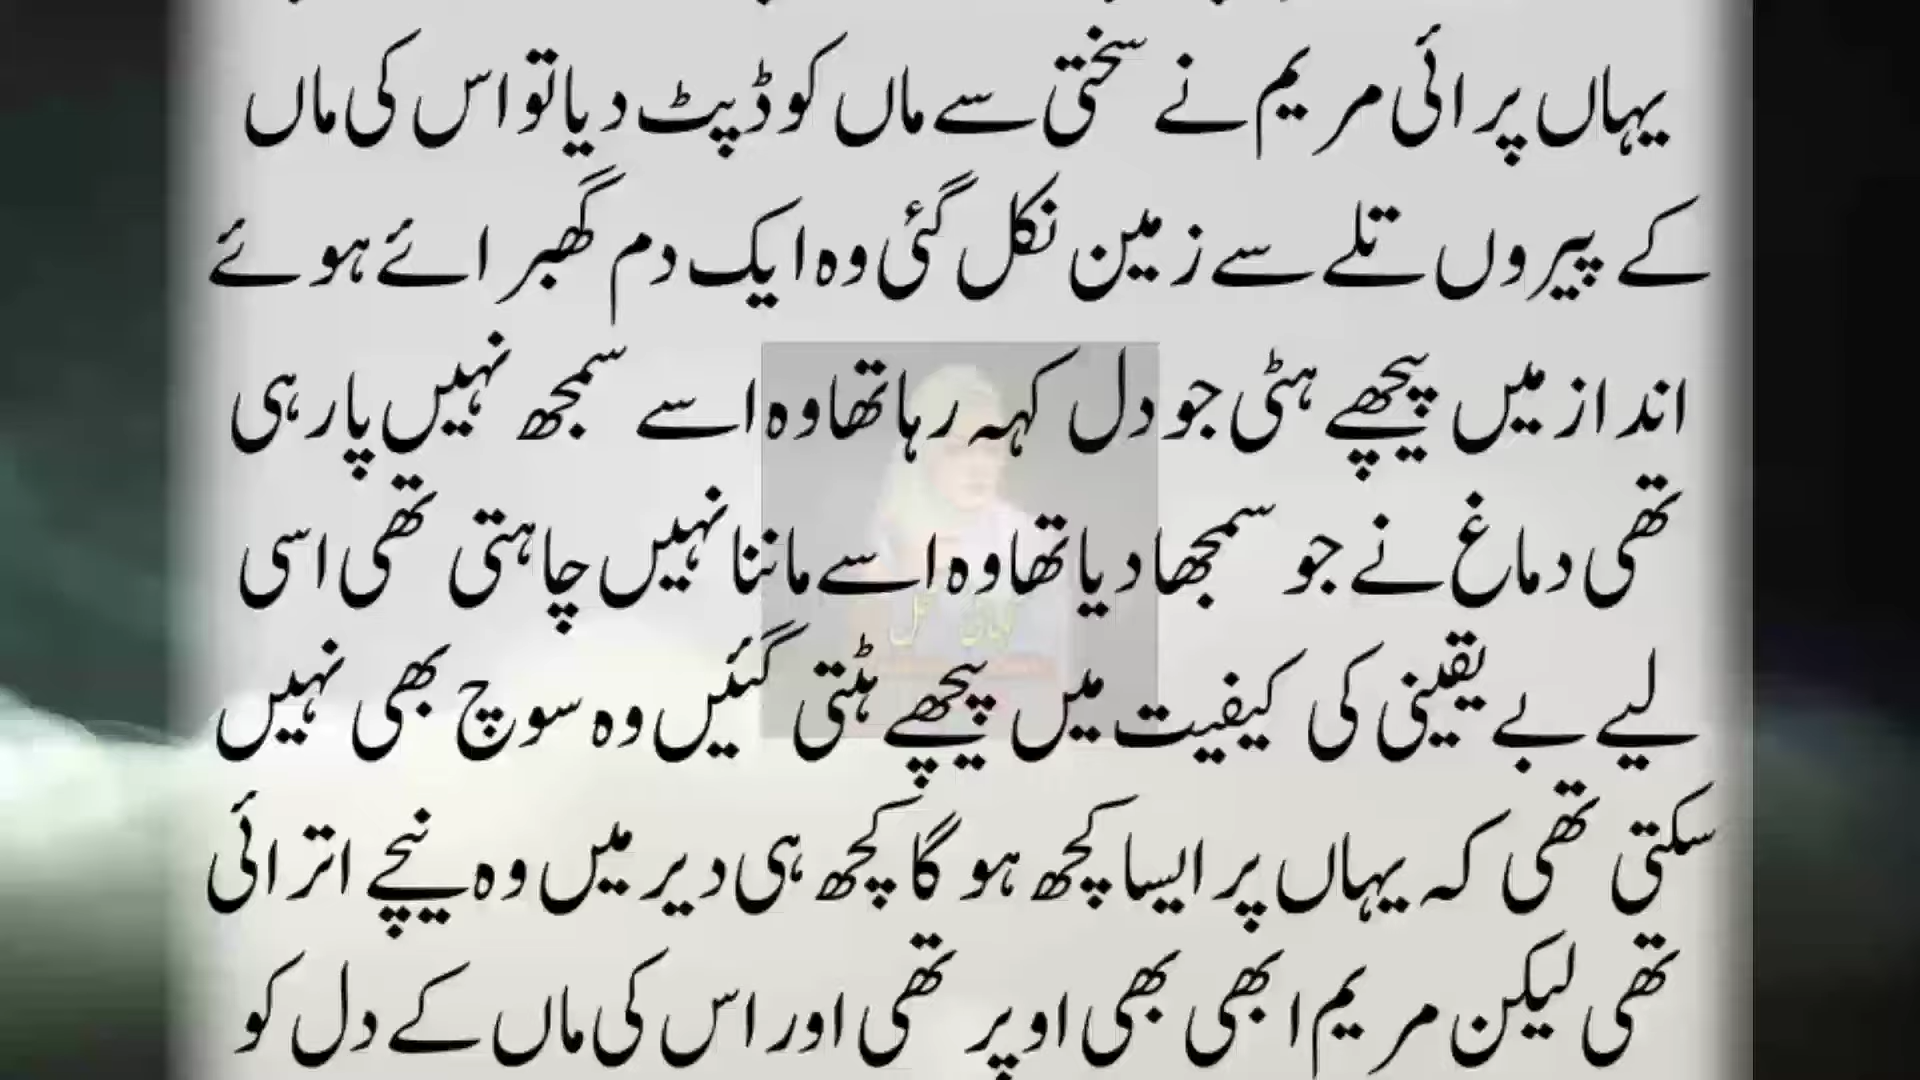 یہاں پر ائی مریم نے سختی سے ماں کو ڈپٹ دیا تو اس کی ماں
کے پیروں تلے سے زمین نکل گئی وہ ایک دم گھبرائے ہوئے
انداز میں پیچھے ہٹی جو دل کہہ رہا تھا وہ اسے سمجھ نہیں پا رہی
تھی دماغ نے جو سمجھا دیا تھا وہ اسے ماننا نہیں چاہتی تھی اسی
لیے بے یقینی کی کیفیت میں پیچھے ہٹتی گئیں وہ سوچ بھی نہیں
سکتی تھی کہ یہاں پر ایسا کچھ ہو گا کچھ ہی دیر میں وہ نیچے اتر ائی
تھی لیکن مریم ابھی بھی اوپر تھی اور اس کی ماں کے دل کو